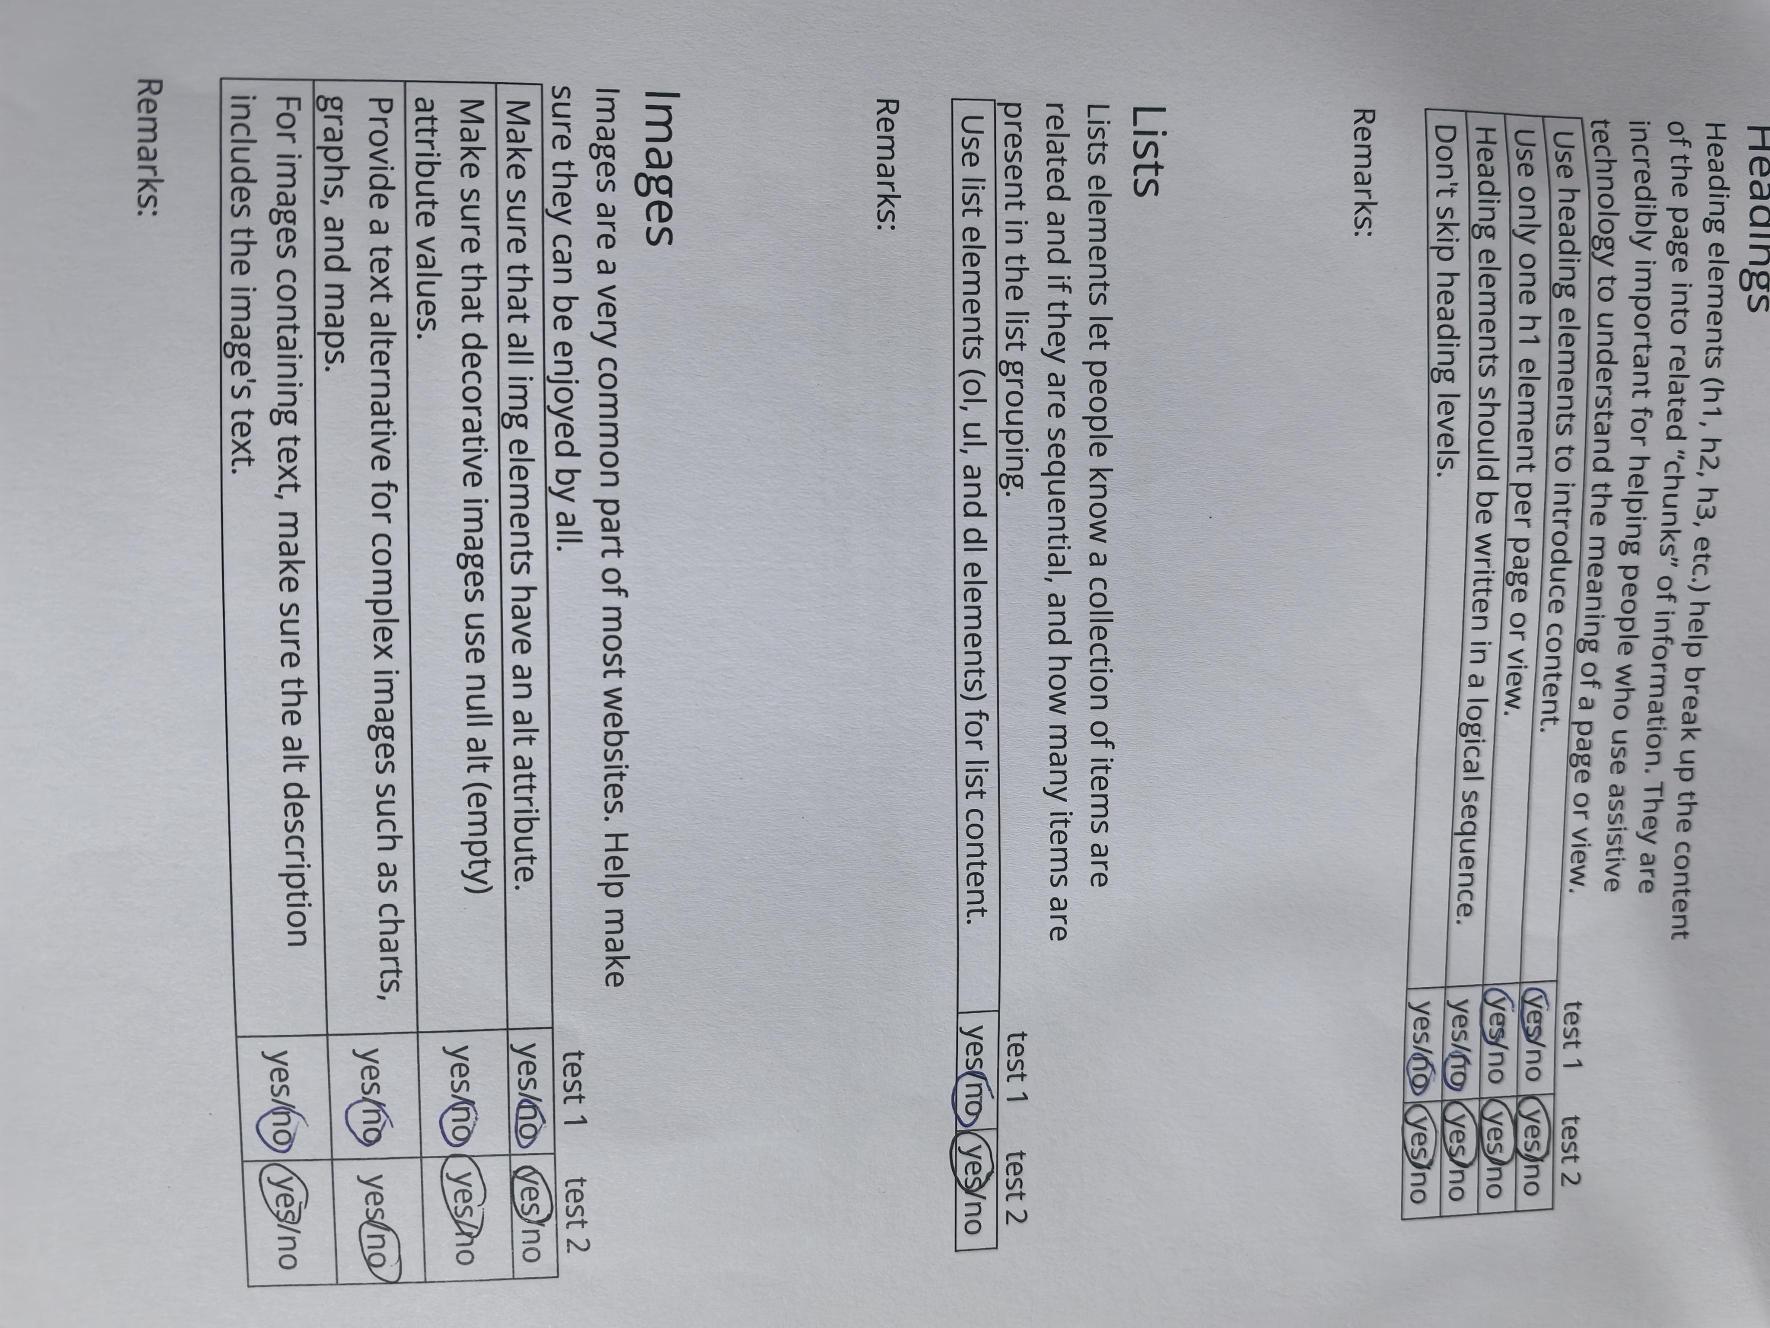 Headings
Heading elements (h1, h2, h3, etc.) help break up the content
of the page into related "chunks" of information. They are
incredibly important for helping people who use assistive
technology to understand the meaning of a page or view.
test 1 test 2
Use heading elements to introduce content. yes/no yes/no
Use only one h1 element per page or view. yes/no yes/no
Heading elements should be written in a logical sequence. yes/no yes/no
Don't skip heading levels. yes/no yes/no
Remarks:
Lists
Lists elements let people know a collection of items are
related and if they are sequential, and how many items are
present in the list grouping. test 1 test 2
Use list elements (ol, ul, and dl elements) for list content. yes/no yes/no
Remarks:
Images
Images are a very common part of most websites. Help make
sure they can be enjoyed by all. test 1 test 2
Make sure that all img elements have an alt attribute. yes/no yes/no
Make sure that decorative images use null alt (empty) yes/no yes/no
attribute values.
Provide a text alternative for complex images such as charts, yes/no yes/no
graphs, and maps.
For images containing text, make sure the alt description yes/no yes/no
includes the image's text.
Remarks: